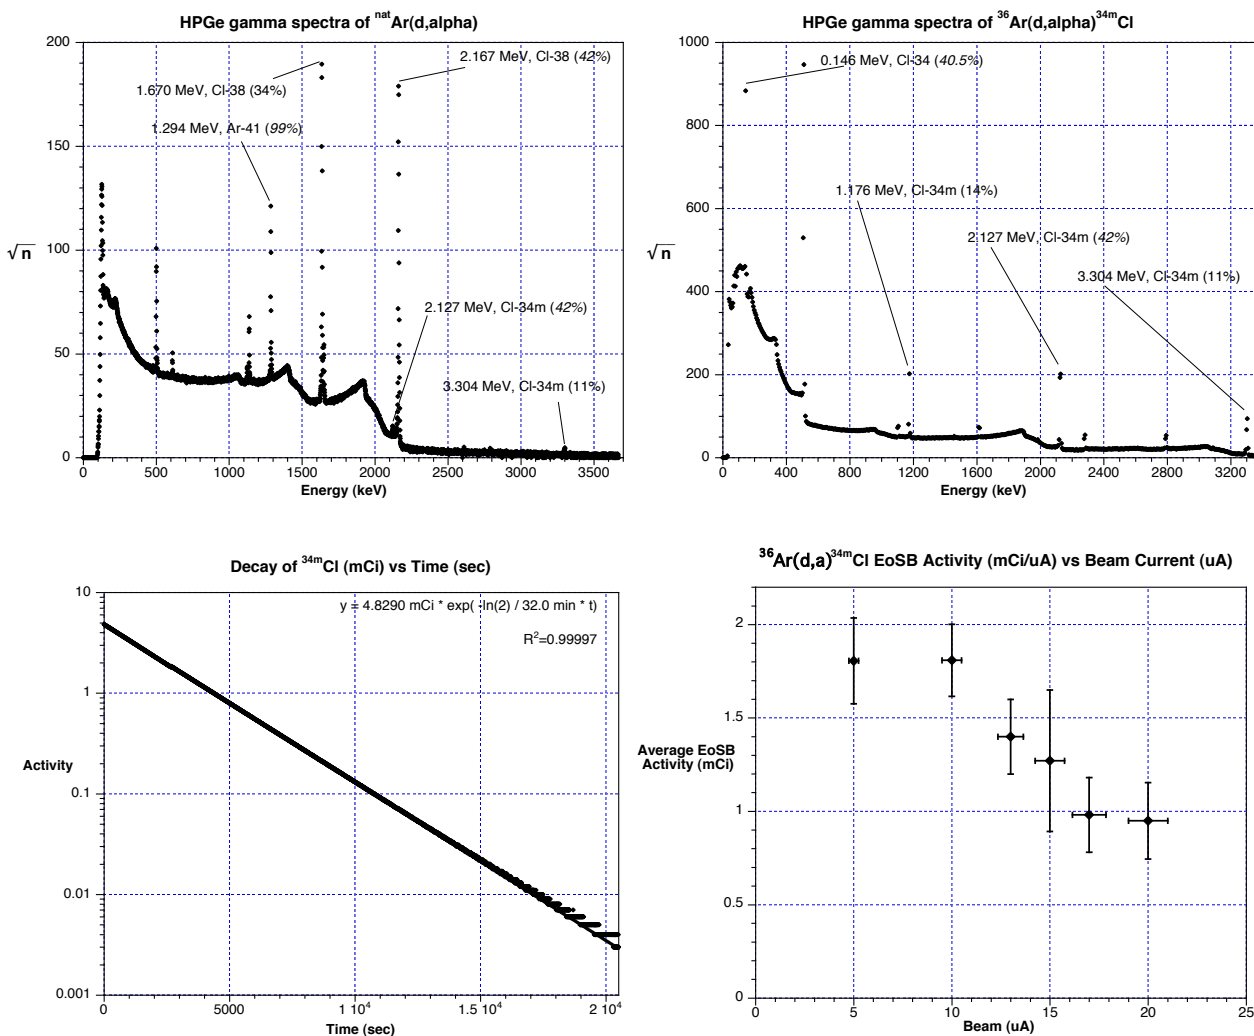 HPGe gamma spectra of natAr(d,alpha)
200
150
100
50
0
√n
2.167 MeV, Cl-38 (42%)
1.670 MeV, Cl-38 (34%)
1.294 MeV, Ar-41 (99%)
2.127 MeV, Cl-34m (42%)
3.304 MeV, Cl-34m (11%)
0 500 1000 1500 2000 2500 3000 3500
Energy (keV)
HPGe gamma spectra of 36Ar(d,alpha)34mCl
1000
800
600
400
200
0
√n
0.146 MeV, Cl-34 (40.5%)
1.176 MeV, Cl-34m (14%)
2.127 MeV, Cl-34m (42%)
3.304 MeV, Cl-34m (11%)
0 400 800 1200 1600 2000 2400 2800 3200
Energy (keV)
Decay of 34mCl (mCi) vs Time (sec)
y = 4.8290 mCi * exp( -ln(2) / 32.0 min * t)
R2=0.99997
10
1
0.1
0.01
0.001
Activity
0 5000 1 10^4 1.5 10^4 2 10^4
Time (sec)
36Ar(d,a)34mCl EoSB Activity (mCi/uA) vs Beam Current (uA)
2
1.5
1
0.5
0
Average EoSB
Activity (mCi)
0 5 10 15 20 25
Beam (uA)